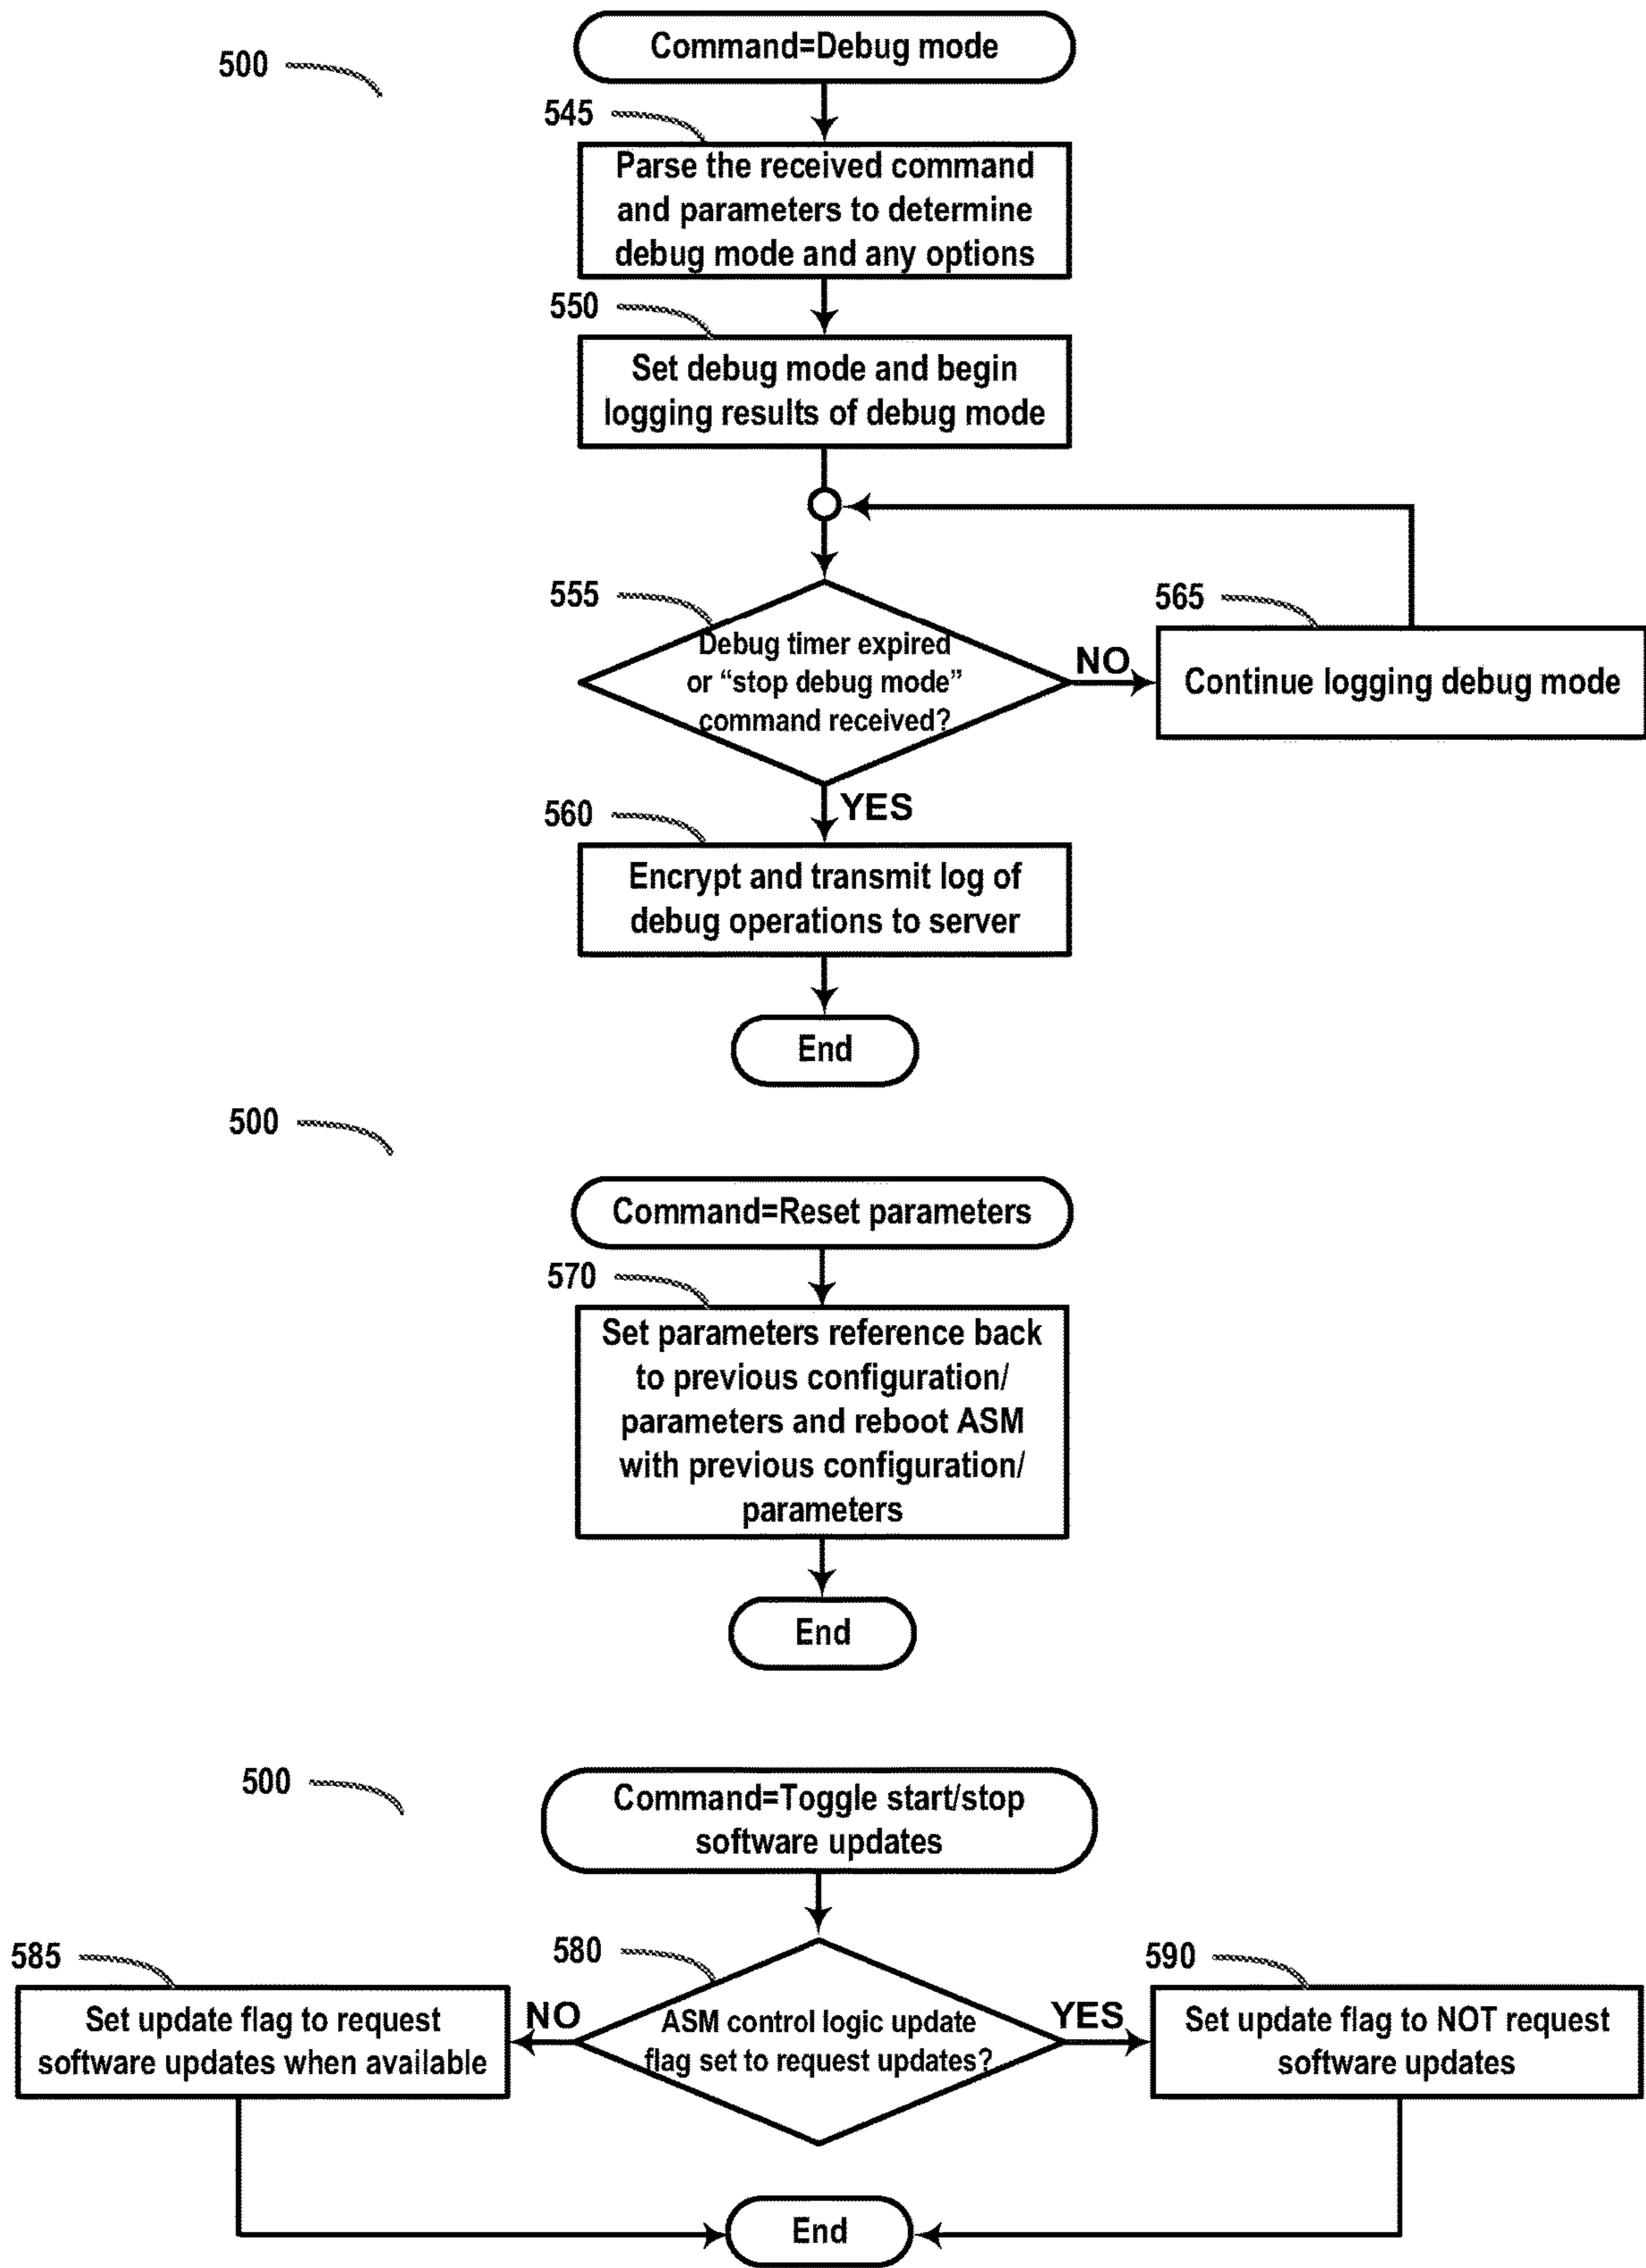 Command=Debug mode
500
545
Parse the received command
and parameters to determine
debug mode and any options
550
Set debug mode and begin
logging results of debug mode
555
Debug timer expired
or “stop debug mode”
command received?
NO
565
Continue logging debug mode
YES
560
Encrypt and transmit log of
debug operations to server
End
500
Command=Reset parameters
570
Set parameters reference back
to previous configuration/
parameters and reboot ASM
with previous configuration/
parameters
End
500
Command=Toggle start/stop
software updates
585
580
590
Set update flag to request
software updates when available
NO
ASM control logic update
flag set to request updates?
YES
Set update flag to NOT request
software updates
End